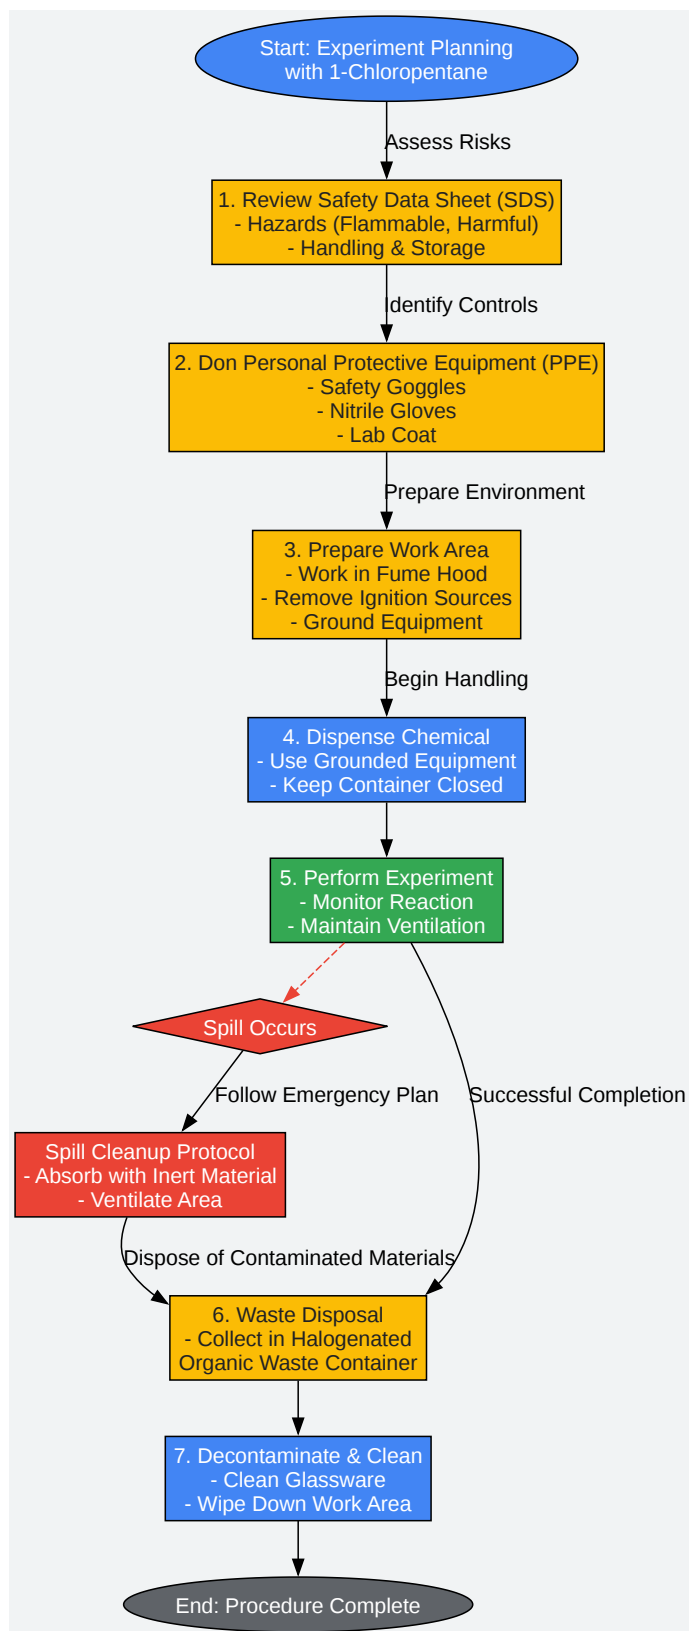 Start: Experiment Planning
with 1-Chloropentane
Assess Risks
1. Review Safety Data Sheet (SDS)
- Hazards (Flammable, Harmful)
- Handling & Storage
Identify Controls
2. Don Personal Protective Equipment (PPE)
- Safety Goggles
- Nitrile Gloves
- Lab Coat
Prepare Environment
3. Prepare Work Area
- Work in Fume Hood
- Remove Ignition Sources
- Ground Equipment
Begin Handling
4. Dispense Chemical
- Use Grounded Equipment
- Keep Container Closed
5. Perform Experiment
- Monitor Reaction
- Maintain Ventilation
Spill Occurs
Follow Emergency Plan
Successful Completion
Spill Cleanup Protocol
- Absorb with Inert Material
- Ventilate Area
Dispose of Contaminated Materials
6. Waste Disposal
- Collect in Halogenated
Organic Waste Container
7. Decontaminate & Clean
- Clean Glassware
- Wipe Down Work Area
End: Procedure Complete